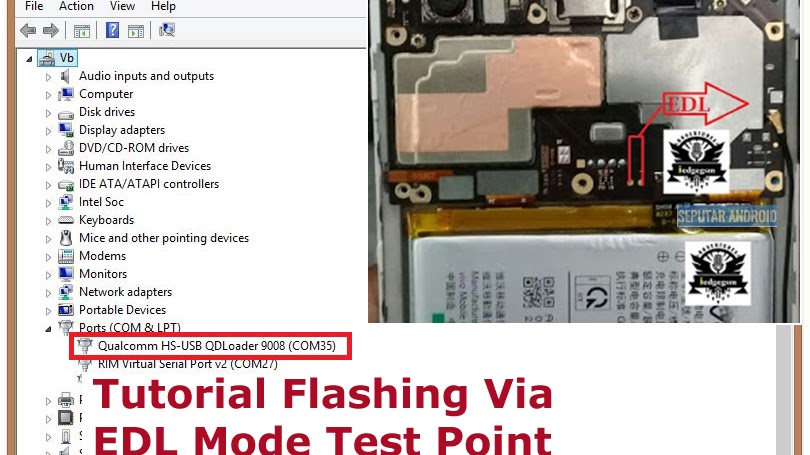 File Action View Help
Vb
Audio inputs and outputs
Computer
Disk drives
Display adapters
DVD/CD-ROM drives
Human Interface Devices
IDE ATA/ATAPI controllers
Intel Soc
Keyboards
Mice and other pointing devices
Modems
Monitors
Network adapters
Portable Devices
Ports (COM & LPT)
Qualcomm HS-USB QDLoader 9008 (COM35)
RIM Virtual Serial Port v2 (COM27)
EDL
iedgegsm
SEPUTAR ANDROID
iedgegsm
Tutorial Flashing Via
EDL Mode Test Point